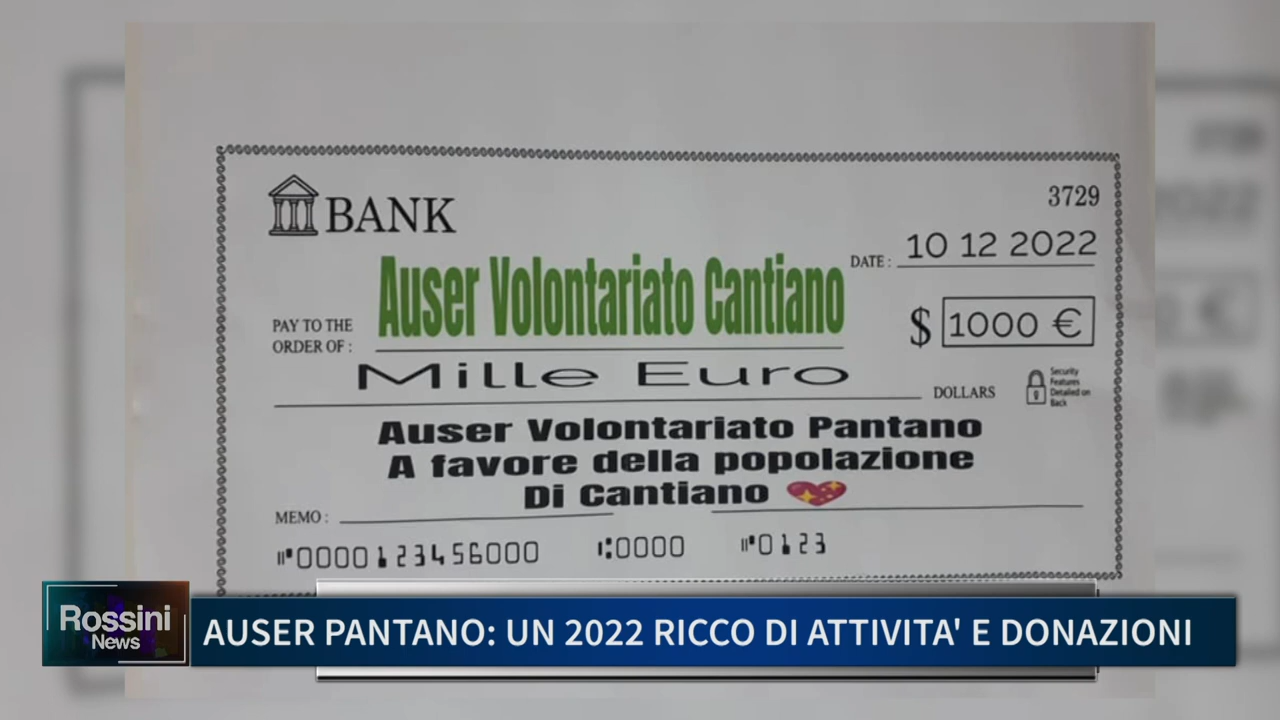 BANK
3729
DATE : 10 12 2022
Auser Volontariato Cantiano
PAY TO THE
ORDER OF :
$ 1000 €
Mille Euro
DOLLARS
Security
Features
Detailed on
Back
Auser Volontariato Pantano
A favore della popolazione
Di Cantiano 💖
MEMO :
⑈0000123456000 ⑆0000 ⑈0123
Rossini
News
AUSER PANTANO: UN 2022 RICCO DI ATTIVITA' E DONAZIONI